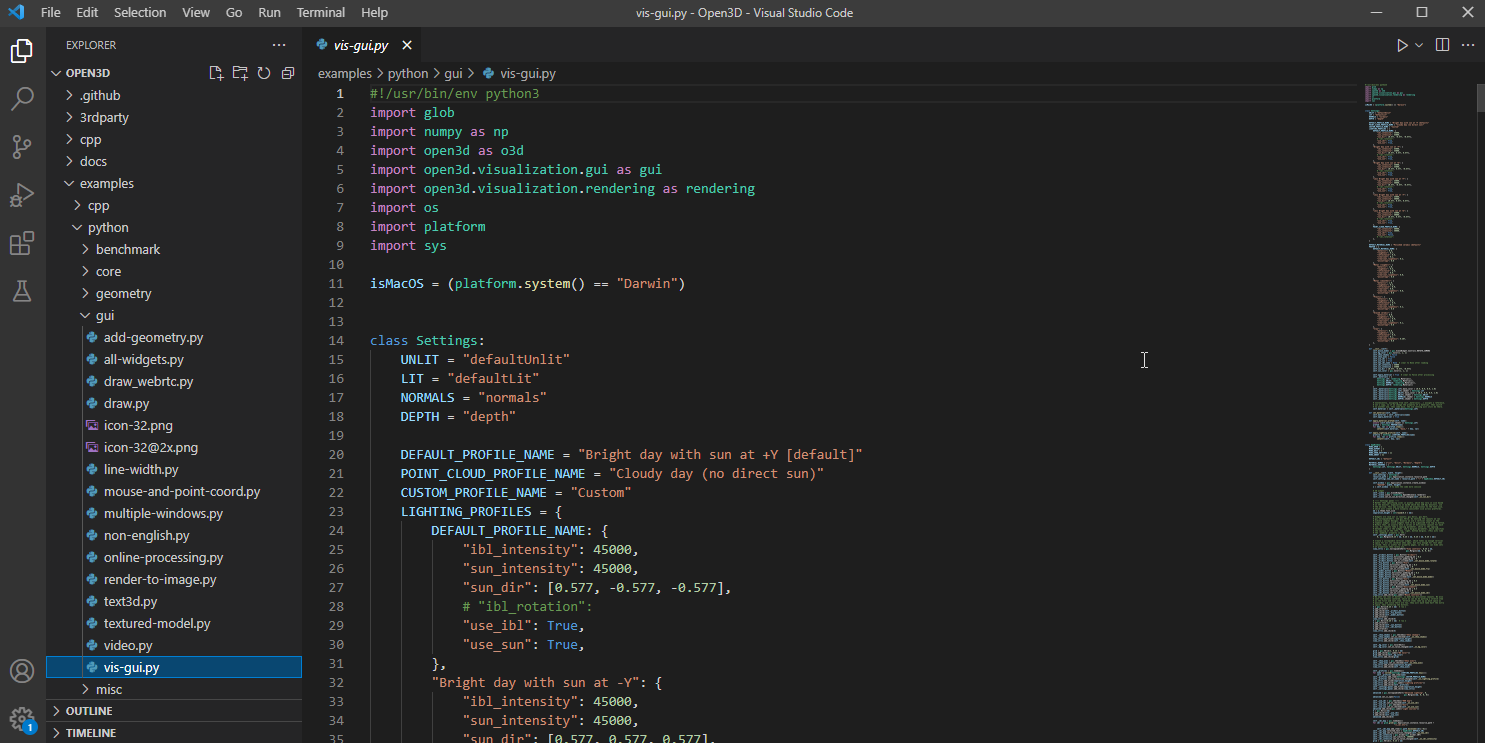 File Edit Selection View Go Run Terminal Help
vis-gui.py - Open3D - Visual Studio Code
EXPLORER
OPEN3D
.github
3rdparty
cpp
docs
examples
cpp
python
benchmark
core
geometry
gui
add-geometry.py
all-widgets.py
draw_webrtc.py
draw.py
icon-32.png
icon-32@2x.png
line-width.py
mouse-and-point-coord.py
multiple-windows.py
non-english.py
online-processing.py
render-to-image.py
text3d.py
textured-model.py
video.py
vis-gui.py
misc
OUTLINE
TIMELINE
1
vis-gui.py
examples > python > gui > vis-gui.py
1 #!/usr/bin/env python3
2 import glob
3 import numpy as np
4 import open3d as o3d
5 import open3d.visualization.gui as gui
6 import open3d.visualization.rendering as rendering
7 import os
8 import platform
9 import sys
10
11 isMacOS = (platform.system() == "Darwin")
12
13
14 class Settings:
15     UNLIT = "defaultUnlit"
16     LIT = "defaultLit"
17     NORMALS = "normals"
18     DEPTH = "depth"
19
20     DEFAULT_PROFILE_NAME = "Bright day with sun at +Y [default]"
21     POINT_CLOUD_PROFILE_NAME = "Cloudy day (no direct sun)"
22     CUSTOM_PROFILE_NAME = "Custom"
23     LIGHTING_PROFILES = {
24         DEFAULT_PROFILE_NAME: {
25             "ibl_intensity": 45000,
26             "sun_intensity": 45000,
27             "sun_dir": [0.577, -0.577, -0.577],
28             # "ibl_rotation":
29             "use_ibl": True,
30             "use_sun": True,
31         },
32         "Bright day with sun at -Y": {
33             "ibl_intensity": 45000,
34             "sun_intensity": 45000,
35             "sun_dir": [0.577, 0.577, 0.577],